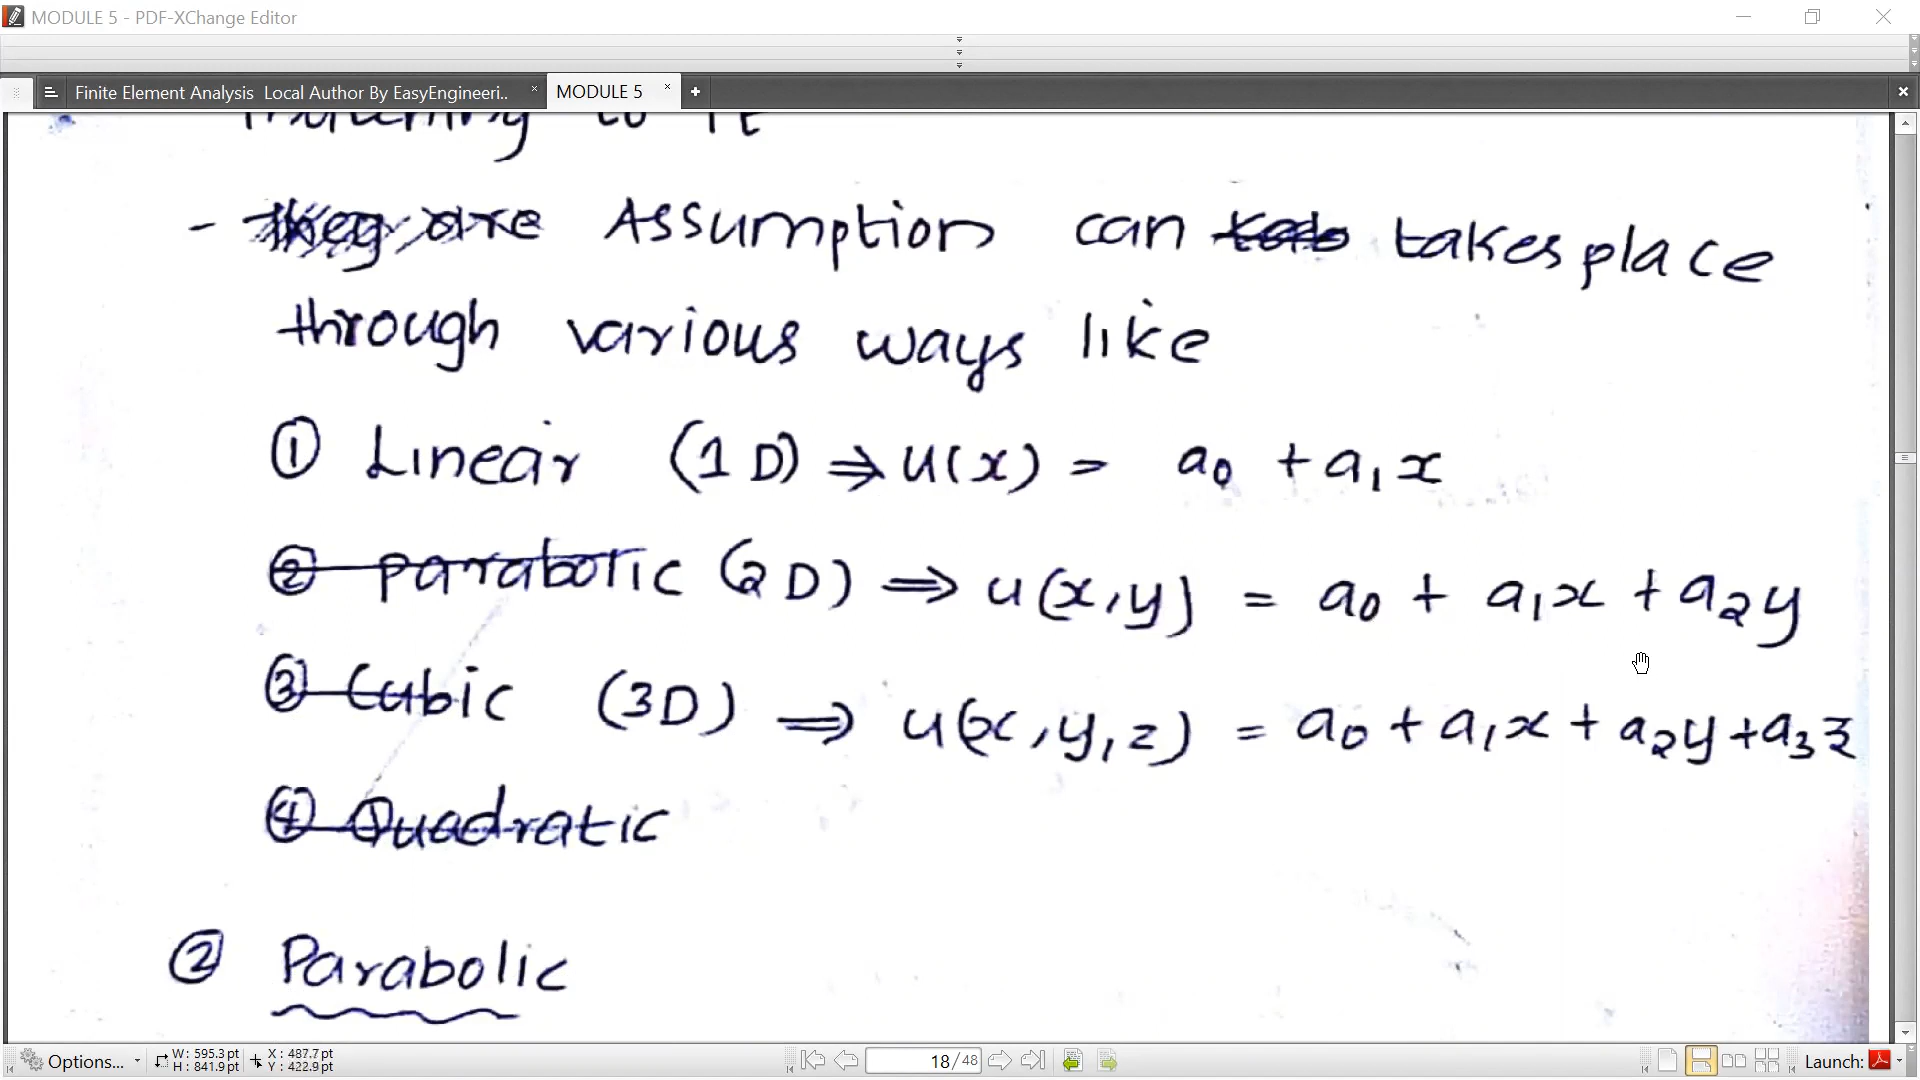 MODULE 5 - PDF-XChange Editor
Finite Element Analysis Local Author By EasyEngineeri..
MODULE 5
to it
- they are Assumption can takes place
through various ways like
① Linear (1D) ⇒ u(x) = a₀ + a₁x
② parabolic (2D) ⇒ u(x,y) = a₀ + a₁x + a₂y
③ Cubic (3D) ⇒ u(x,y,z) = a₀ + a₁x + a₂y + a₃z
④ Quadratic
② Parabolic
Options...
W: 595.3 pt
H: 841.9 pt
X: 487.7 pt
Y: 422.9 pt
18 / 48
Launch: